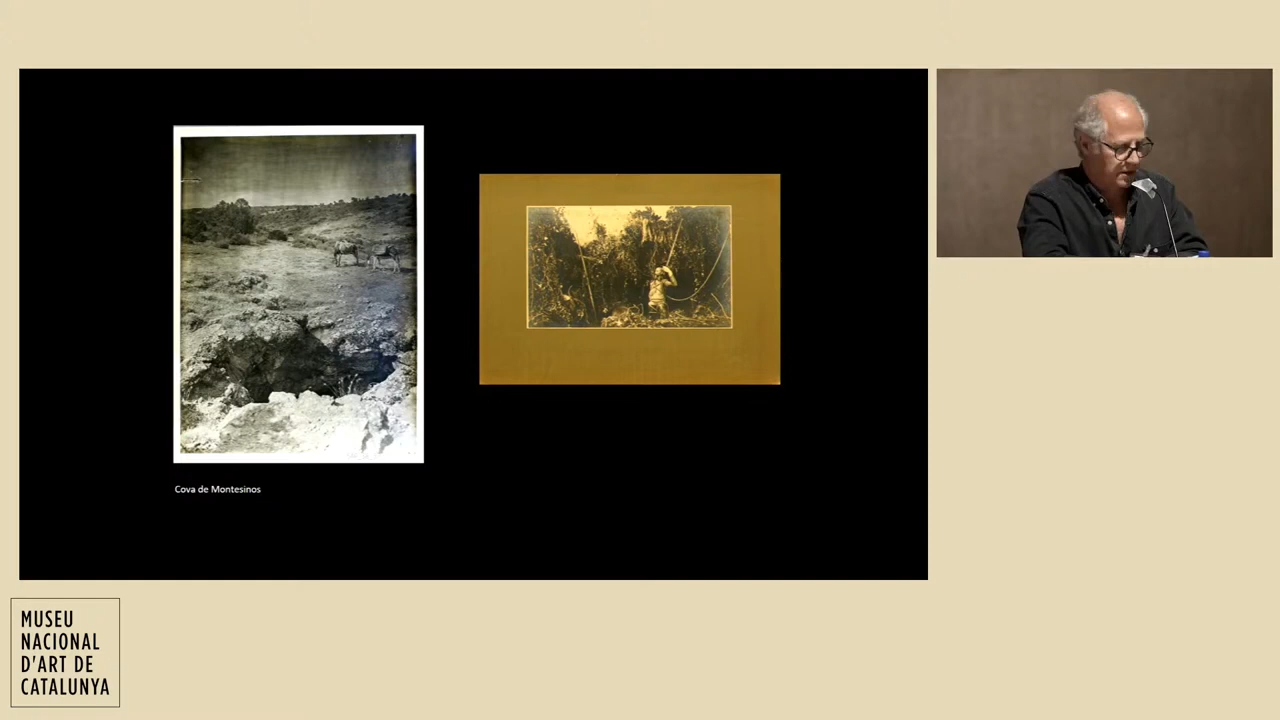 Cova de Montesinos
MUSEU
NACIONAL
D'ART DE
CATALUNYA